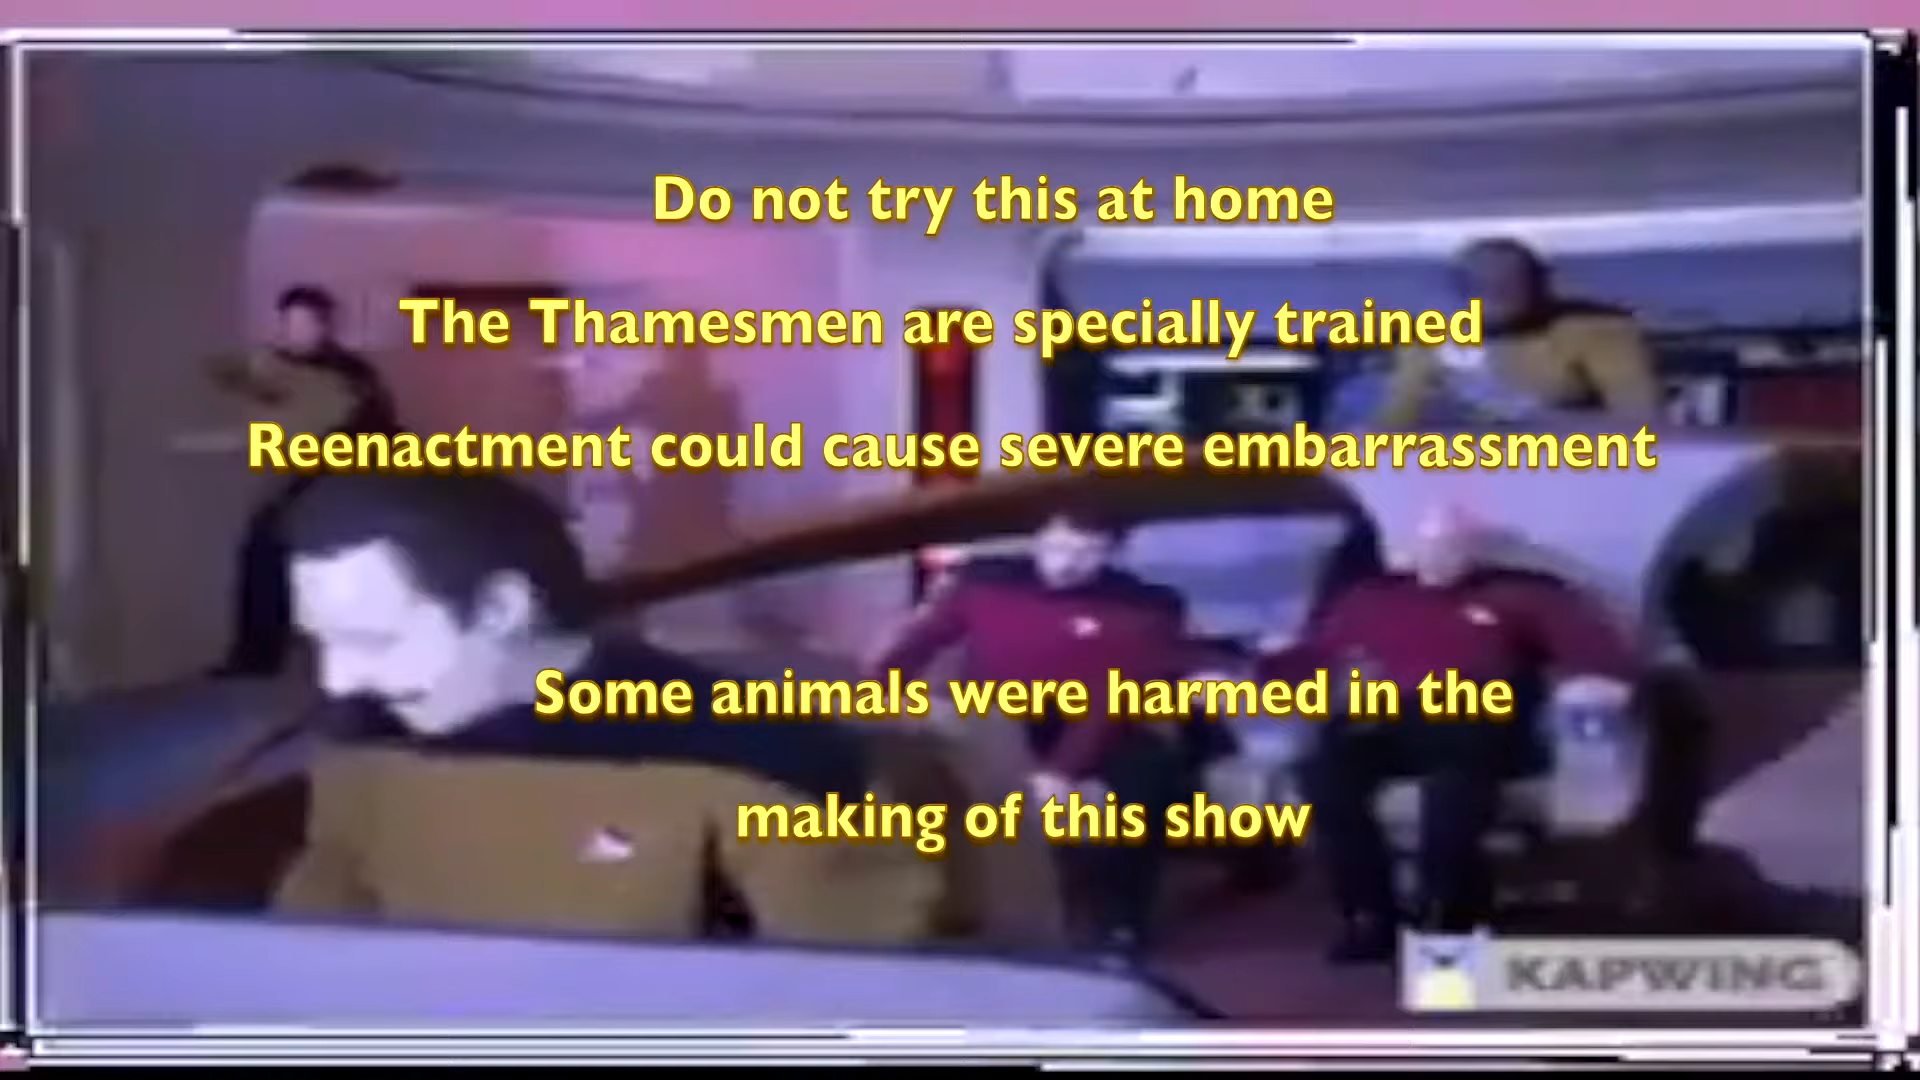 Do not try this at home
The Thamesmen are specially trained
Reenactment could cause severe embarrassment
Some animals were harmed in the
making of this show
KAPWING